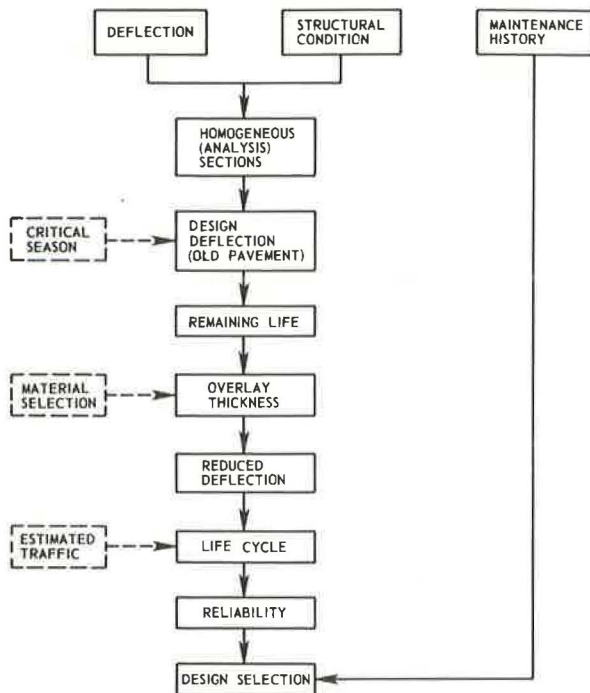 DEFLECTION
STRUCTURAL
CONDITION
MAINTENANCE
HISTORY
HOMOGENEOUS
(ANALYSIS)
SECTIONS
CRITICAL
SEASON
DESIGN
DEFLECTION
(OLD PAVEMENT)
REMAINING LIFE
MATERIAL
SELECTION
OVERLAY
THICKNESS
REDUCED
DEFLECTION
ESTIMATED
TRAFFIC
LIFE CYCLE
RELIABILITY
DESIGN SELECTION